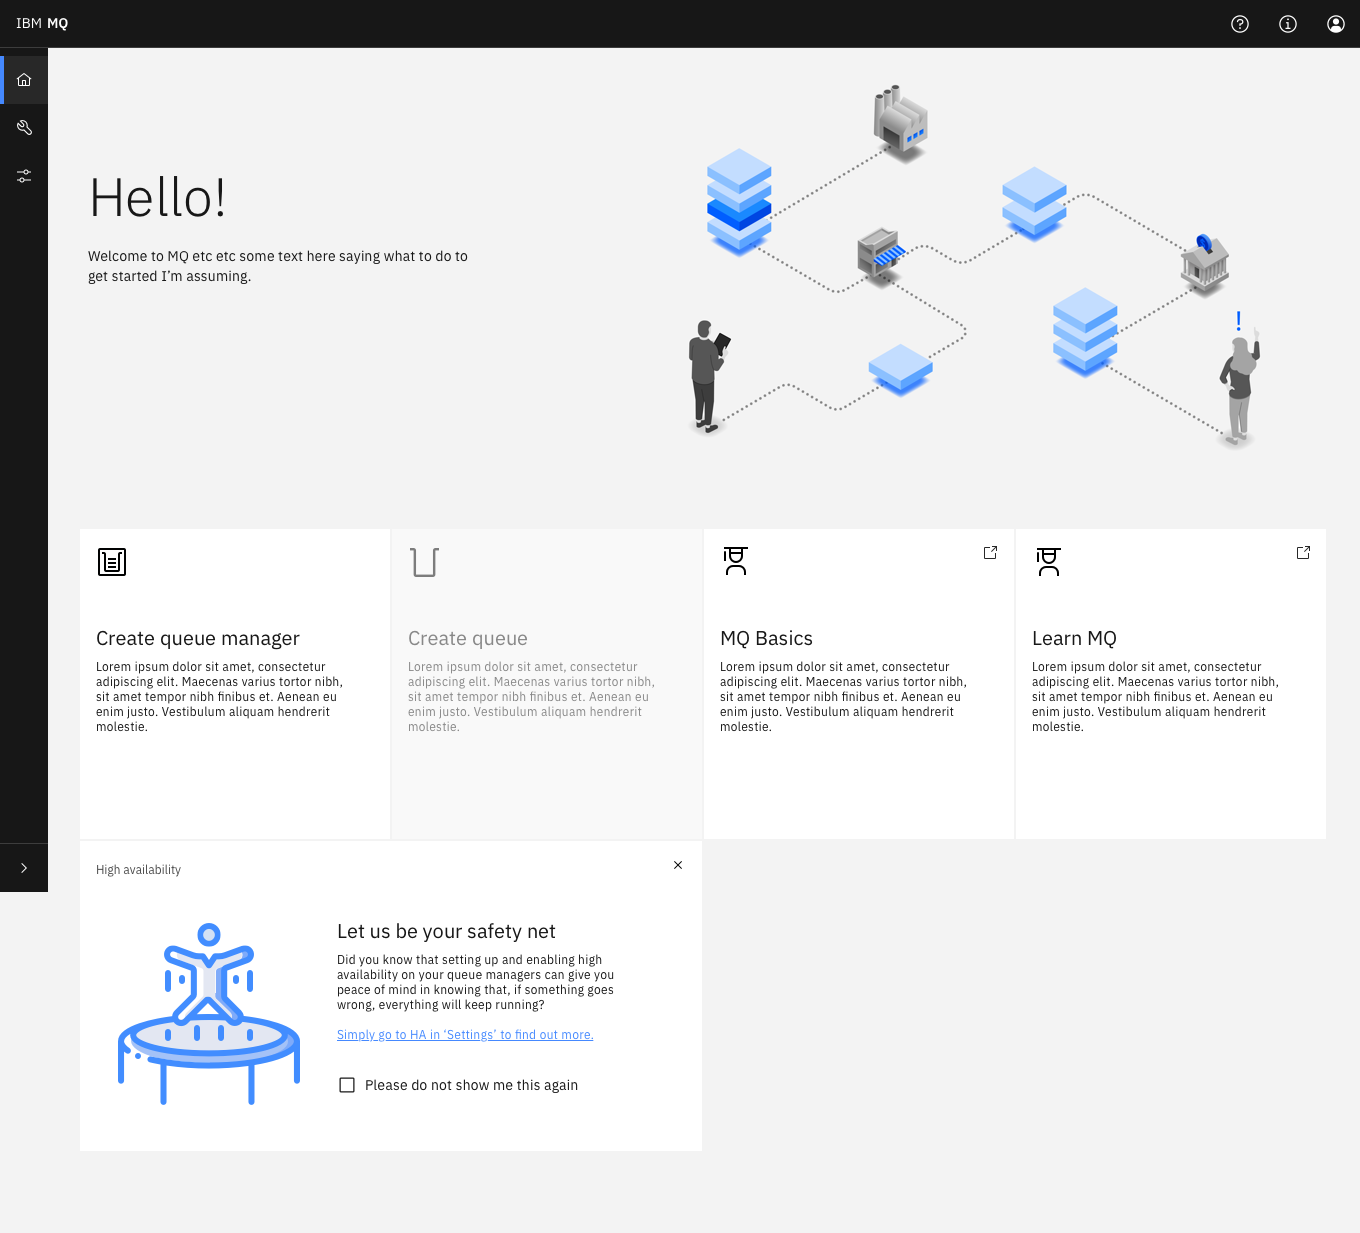 IBM MQ
Hello!
Welcome to MQ etc etc some text here saying what to do to
get started I’m assuming.
!
Create queue manager
Lorem ipsum dolor sit amet, consectetur
adipiscing elit. Maecenas varius tortor nibh,
sit amet tempor nibh finibus et. Aenean eu
enim justo. Vestibulum aliquam hendrerit
molestie.
Create queue
Lorem ipsum dolor sit amet, consectetur
adipiscing elit. Maecenas varius tortor nibh,
sit amet tempor nibh finibus et. Aenean eu
enim justo. Vestibulum aliquam hendrerit
molestie.
MQ Basics
Lorem ipsum dolor sit amet, consectetur
adipiscing elit. Maecenas varius tortor nibh,
sit amet tempor nibh finibus et. Aenean eu
enim justo. Vestibulum aliquam hendrerit
molestie.
Learn MQ
Lorem ipsum dolor sit amet, consectetur
adipiscing elit. Maecenas varius tortor nibh,
sit amet tempor nibh finibus et. Aenean eu
enim justo. Vestibulum aliquam hendrerit
molestie.
High availability
Let us be your safety net
Did you know that setting up and enabling high
availability on your queue managers can give you
peace of mind in knowing that, if something goes
wrong, everything will keep running?
Simply go to HA in ‘Settings’ to find out more.
Please do not show me this again